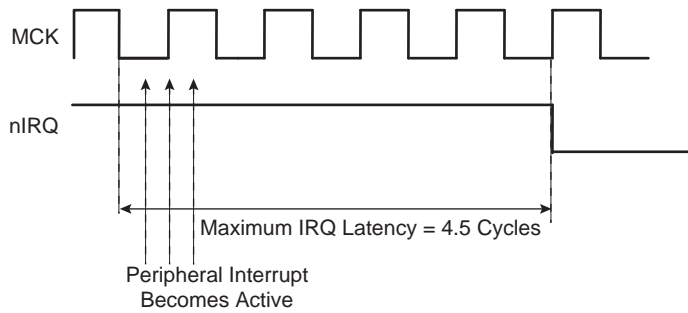 MCK
nIRQ
Maximum IRQ Latency = 4.5 Cycles
Peripheral Interrupt
Becomes Active